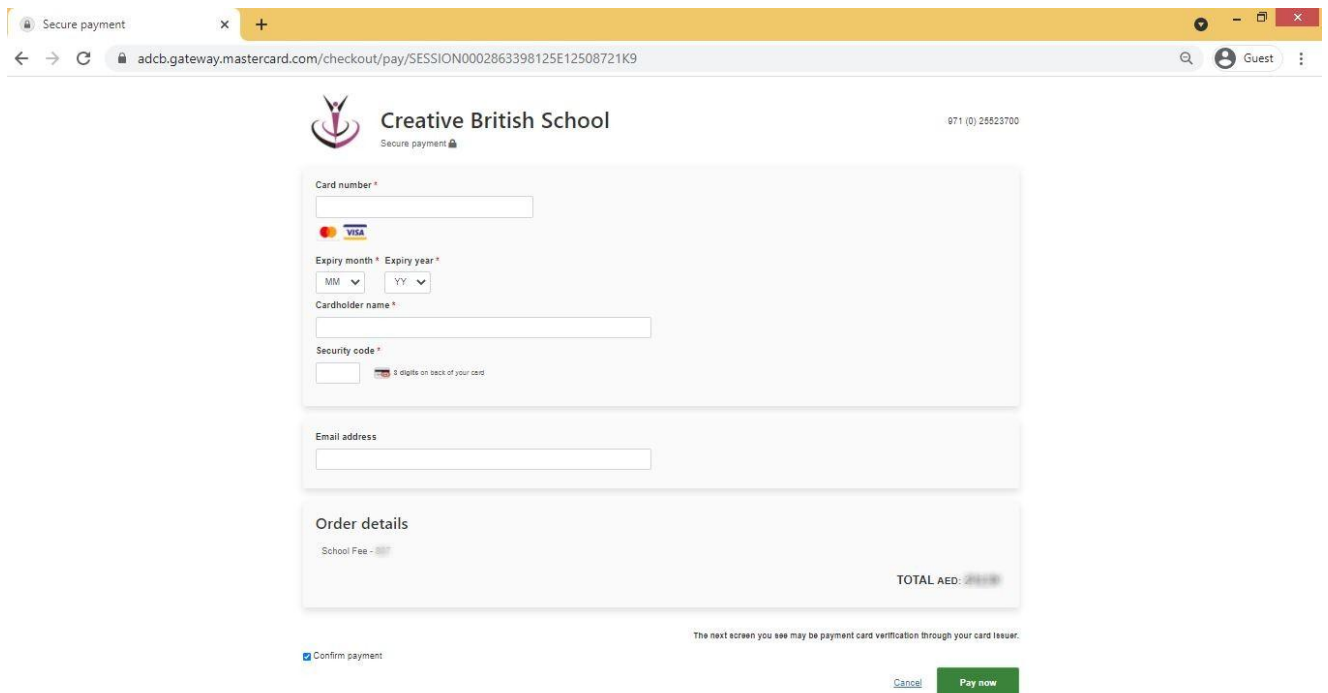 Secure payment
adcb.gateway.mastercard.com/checkout/pay/SESSION0002863398125E12508721K9
Guest
Creative British School
971 (0) 25523700
Secure payment
Card number *
VISA
Expiry month * Expiry year *
MM YY
Cardholder name *
Security code *
3 digits on back of your card
Email address
Order details
School Fee -
TOTAL AED:
The next screen you see may be payment card verification through your card issuer.
Confirm payment
Cancel Pay now